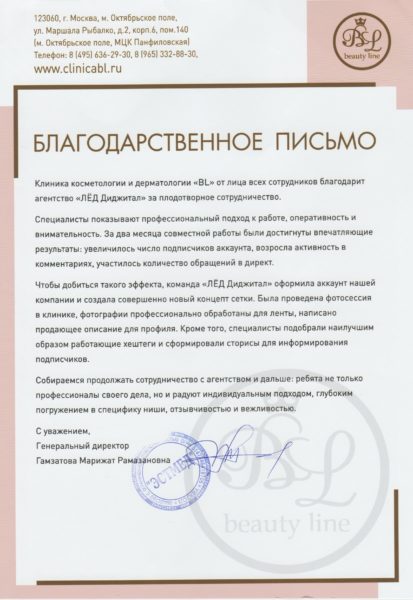 123060, г. Москва, м. Октябрьское поле,
ул. Маршала Рыбалко, д.2, корп.6, пом.140
(м. Октябрьское поле, МЦК Панфиловская)
Телефон: 8 (495) 636-29-30, 8 (965) 332-88-30,
www.clinicabl.ru
BL
beauty line
БЛАГОДАРСТВЕННОЕ ПИСЬМО
Клиника косметологии и дерматологии «BL» от лица всех сотрудников благодарит
агентство «ЛЁД Диджитал» за плодотворное сотрудничество.
Специалисты показывают профессиональный подход к работе, оперативность и
внимательность. За два месяца совместной работы были достигнуты впечатляющие
результаты: увеличилось число подписчиков аккаунта, возросла активность в
комментариях, участилось количество обращений в директ.
Чтобы добиться такого эффекта, команда «ЛЁД Диджитал» оформила аккаунт нашей
компании и создала совершенно новый концепт сетки. Была проведена фотосессия
в клинике, фотографии профессионально обработаны для ленты, написано
продающее описание для профиля. Кроме того, специалисты подобрали наилучшим
образом работающие хештеги и сформировали сторисы для информирования
подписчиков.
Собираемся продолжать сотрудничество с агентством и дальше: ребята не только
профессионалы своего дела, но и радуют индивидуальным подходом, глубоким
погружением в специфику ниши, отзывчивостью и вежливостью.
С уважением,
Генеральный директор
Гамзатова Марижат Рамазановна
"ЭСТМЕД"
BL
beauty line